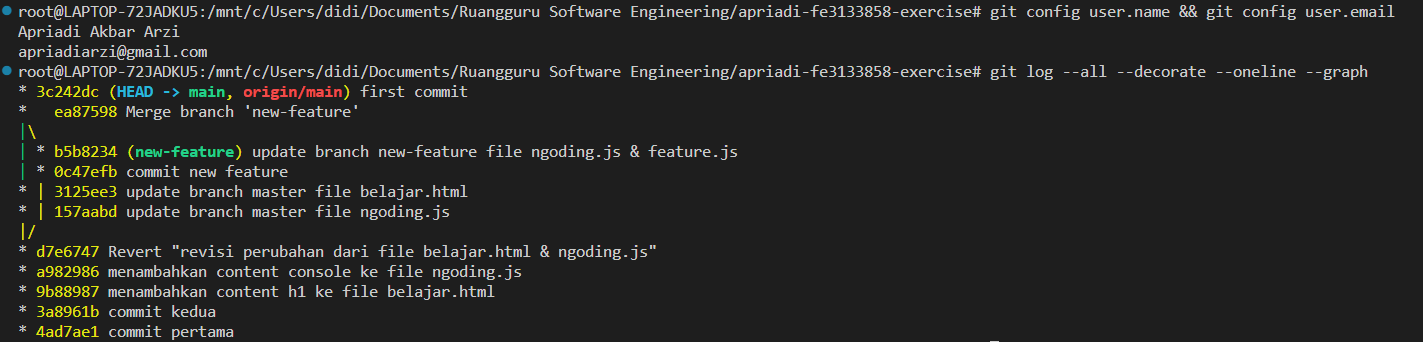 root@LAPTOP-72JADKU5:/mnt/c/Users/didi/Documents/Ruangguru Software Engineering/apriadi-fe3133858-exercise# git config user.name && git config user.email
Apriadi Akbar Arzi
apriadiarzi@gmail.com
root@LAPTOP-72JADKU5:/mnt/c/Users/didi/Documents/Ruangguru Software Engineering/apriadi-fe3133858-exercise# git log --all --decorate --oneline --graph
* 3c242dc (HEAD -> main, origin/main) first commit
*   ea87598 Merge branch 'new-feature'
|\
| * b5b8234 (new-feature) update branch new-feature file ngoding.js & feature.js
| * 0c47efb commit new feature
* | 3125ee3 update branch master file belajar.html
* | 157aabd update branch master file ngoding.js
|/
* d7e6747 Revert "revisi perubahan dari file belajar.html & ngoding.js"
* a982986 menambahkan content console ke file ngoding.js
* 9b88987 menambahkan content h1 ke file belajar.html
* 3a8961b commit kedua
* 4ad7ae1 commit pertama